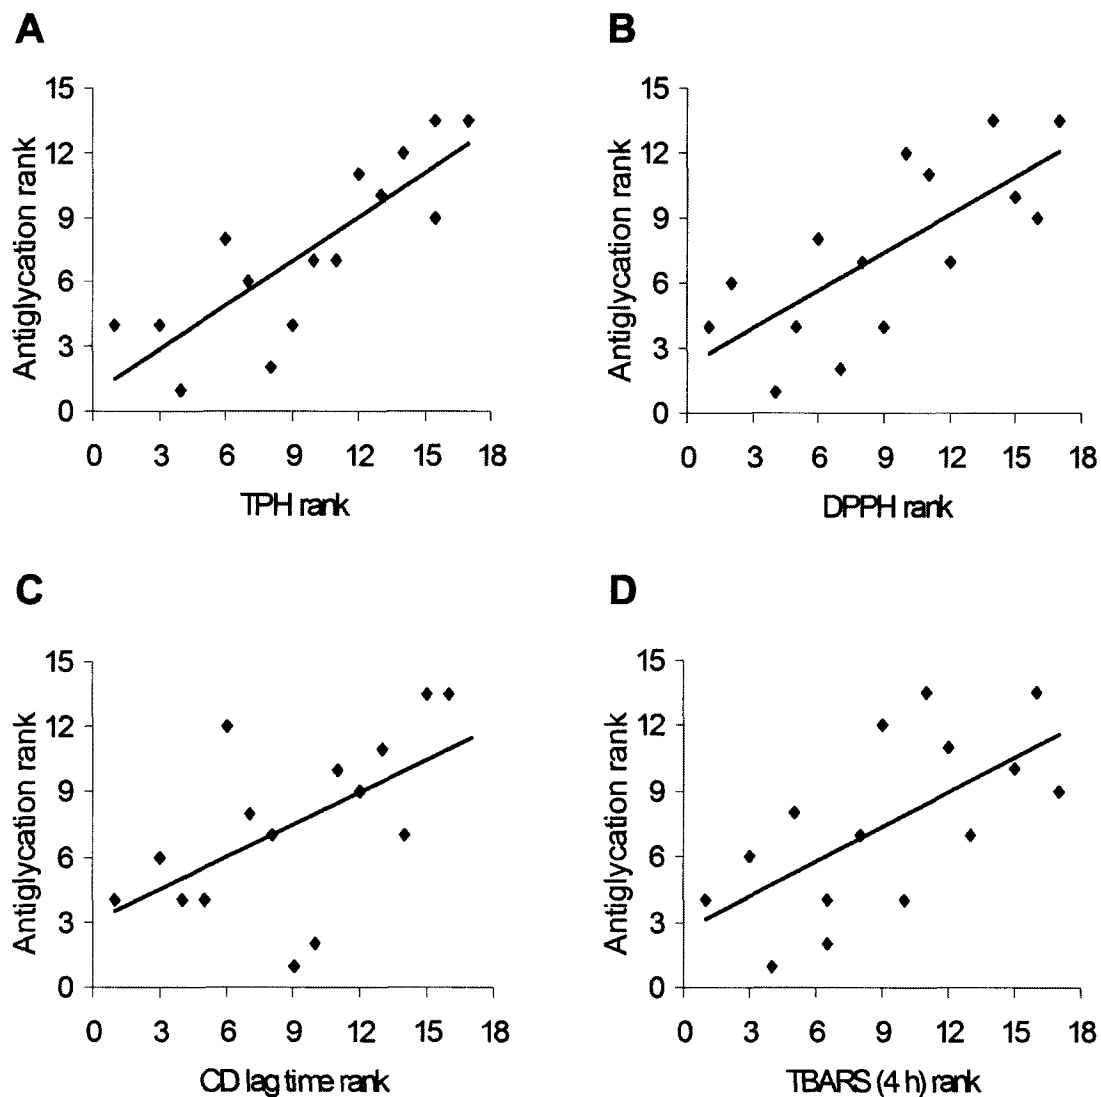 A
Antiglycation rank
15
12
9
6
3
0
0 3 6 9 12 15 18
TPH rank
B
Antiglycation rank
15
12
9
6
3
0
0 3 6 9 12 15 18
DPPH rank
C
Antiglycation rank
15
12
9
6
3
0
0 3 6 9 12 15 18
CD lag time rank
D
Antiglycation rank
15
12
9
6
3
0
0 3 6 9 12 15 18
TBARS (4 h) rank